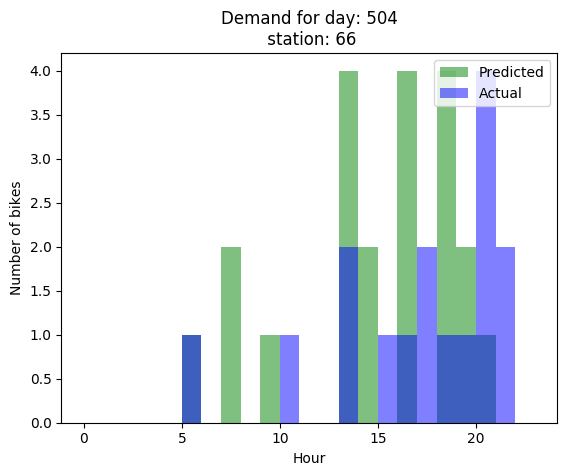 Demand for day: 504
station: 66
Predicted
Actual
Number of bikes
4.0
3.5
3.0
2.5
2.0
1.5
1.0
0.5
0.0
0 5 10 15 20
Hour